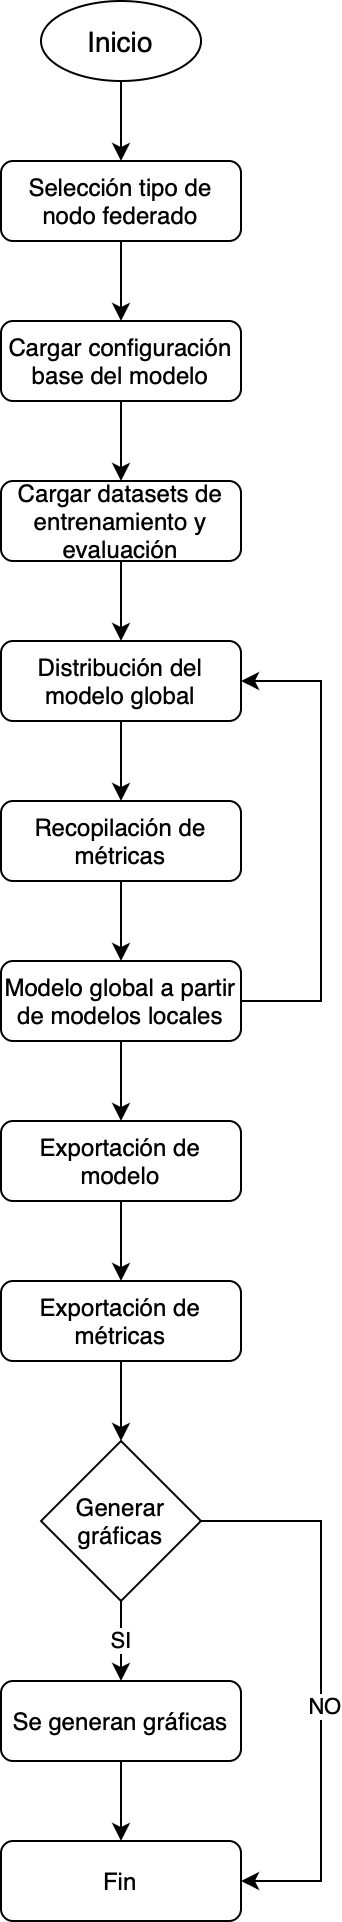 Inicio
Selección tipo de
nodo federado
Cargar configuración
base del modelo
Cargar datasets de
entrenamiento y
evaluación
Distribución del
modelo global
Recopilación de
métricas
Modelo global a partir
de modelos locales
Exportación de
modelo
Exportación de
métricas
Generar
gráficas
SI
Se generan gráficas
NO
Fin